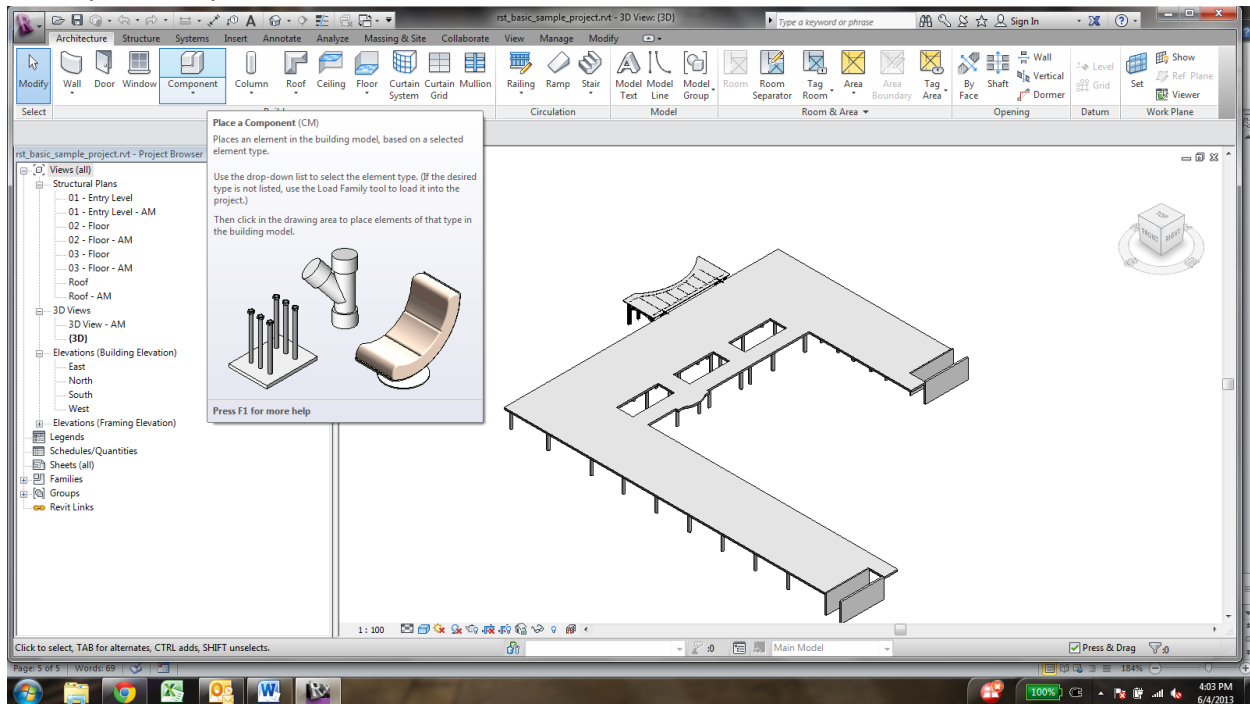 rst_basic_sample_project.rvt - 3D View: {3D}
Type a keyword or phrase
Sign In
Architecture Structure Systems Insert Annotate Analyze Massing & Site Collaborate View Manage Modify
Modify Wall Door Window Component Column Roof Ceiling Floor Curtain System Curtain Grid Mullion Railing Ramp Stair Model Text Model Line Model Group Room Room Separator Tag Room Area Area Boundary Tag Area By Face Shaft Wall Vertical Dormer Level Grid Set Show Ref Plane Viewer
Select Circulation Model Room & Area Opening Datum Work Plane
Place a Component (CM)
Places an element in the building model, based on a selected
element type.
Use the drop-down list to select the element type. (If the desired
type is not listed, use the Load Family tool to load it into the
project.)
Then click in the drawing area to place elements of that type in
the building model.
Press F1 for more help
rst_basic_sample_project.rvt - Project Browser
Views (all)
Structural Plans
01 - Entry Level
01 - Entry Level - AM
02 - Floor
02 - Floor - AM
03 - Floor
03 - Floor - AM
Roof
Roof - AM
3D Views
3D View - AM
{3D}
Elevations (Building Elevation)
East
North
South
West
Elevations (Framing Elevation)
Legends
Schedules/Quantities
Sheets (all)
Families
Groups
Revit Links
TOP
FRONT
RIGHT
1 : 100
Click to select, TAB for alternates, CTRL adds, SHIFT unselects.
:0
Main Model
Press & Drag
:0
Page: 5 of 5 Words: 69
184%
100%
4:03 PM
6/4/2013